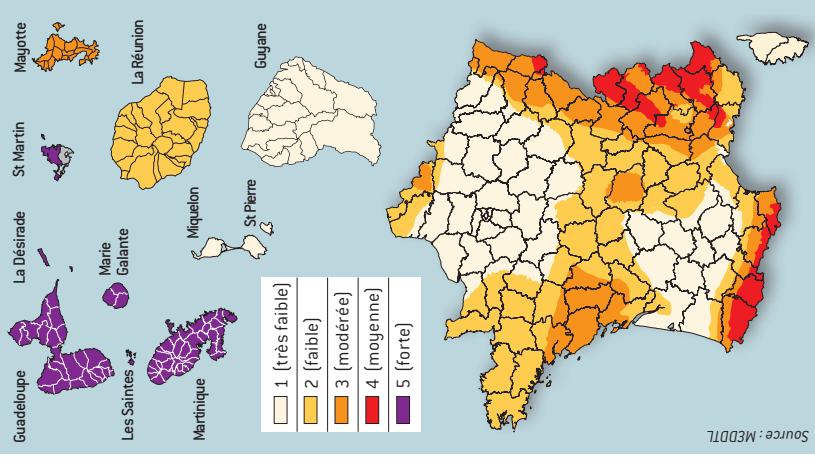 Guadeloupe
La Désirade
St Martin
Mayotte
Les Saintes
Marie
Galante
La Réunion
Martinique
Miquelon
St Pierre
Guyane
1 (très faible)
2 (faible)
3 (modérée)
4 (moyenne)
5 (forte)
Source : MEDDTL